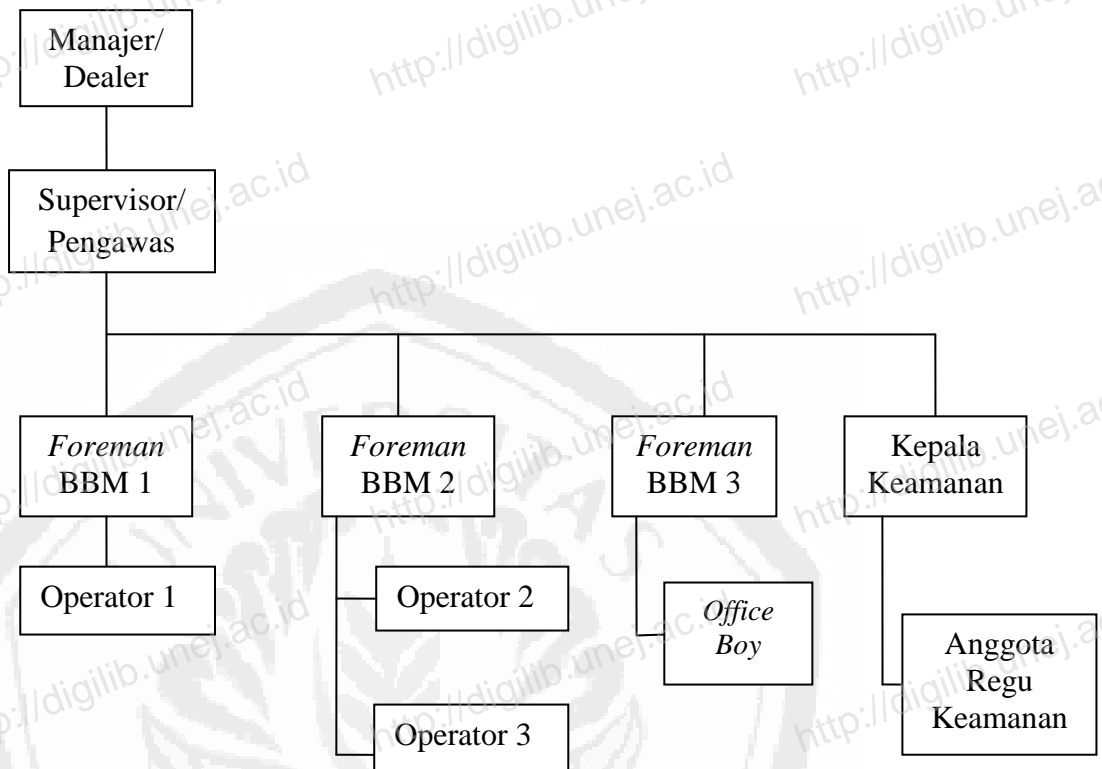 Manajer/
Dealer
Supervisor/
Pengawas
Foreman
BBM 1
Foreman
BBM 2
Foreman
BBM 3
Kepala
Keamanan
Operator 1
Operator 2
Office
Boy
Anggota
Regu
Keamanan
Operator 3
http://digilib.unej.ac.id
UNIVERSITAS